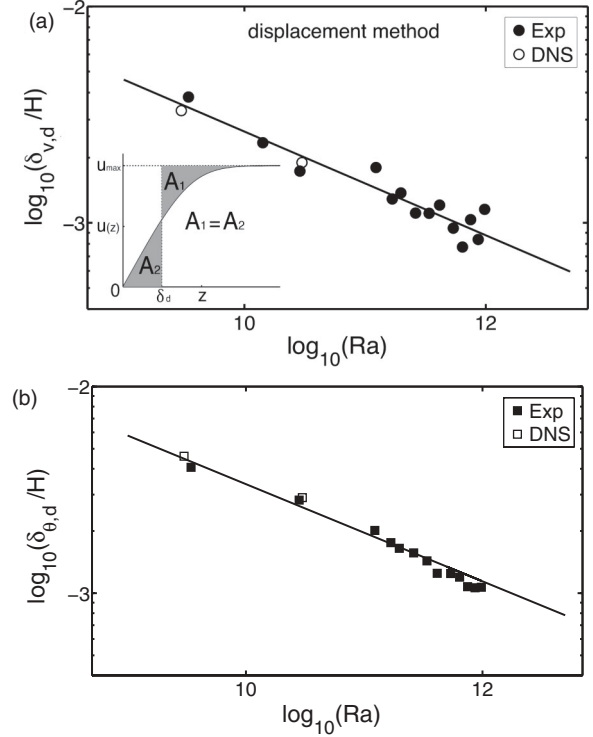 (a)
displacement method
Exp
DNS
log10(δv,d /H)
-2
-3
umax
u(z)
0
A1
A2
A1=A2
δd
z
10
12
log10(Ra)
(b)
Exp
DNS
log10(δθ,d /H)
-2
-3
10
12
log10(Ra)